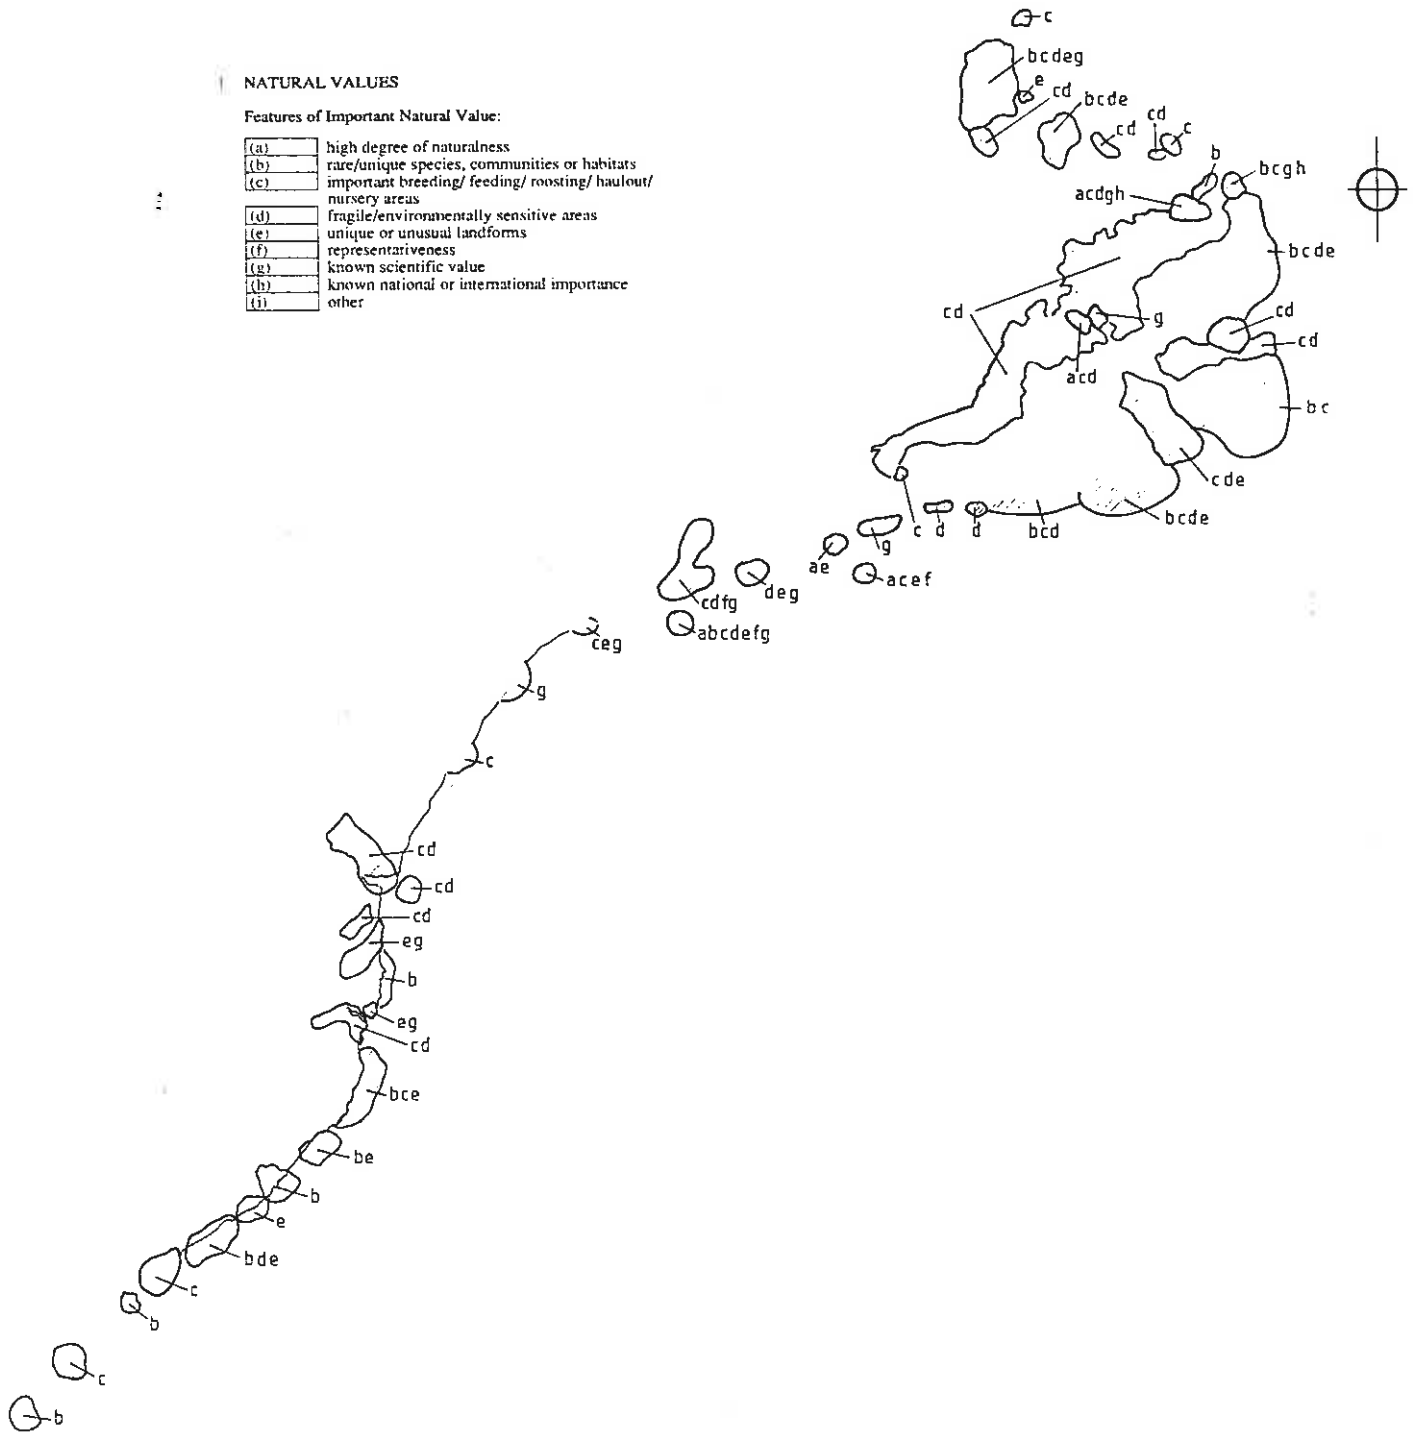 NATURAL VALUES
Features of Important Natural Value:
(a) high degree of naturalness
(b) rare/unique species, communities or habitats
(c) important breeding/ feeding/ roosting/ haulout/
nursery areas
(d) fragile/environmentally sensitive areas
(e) unique or unusual landforms
(f) representativeness
(g) known scientific value
(h) known national or international importance
(i) other
c
bcdeg
e
cd
bcde
cd
cd
c
b
bcgh
acdgh
bcde
cd
cd
g
cd
acd
bc
cde
bcde
c
d
d
bcd
g
ae
acef
deg
cdfg
abcdefg
ceg
g
c
cd
cd
cd
eg
b
eg
cd
bce
be
b
e
bde
c
b
c
b